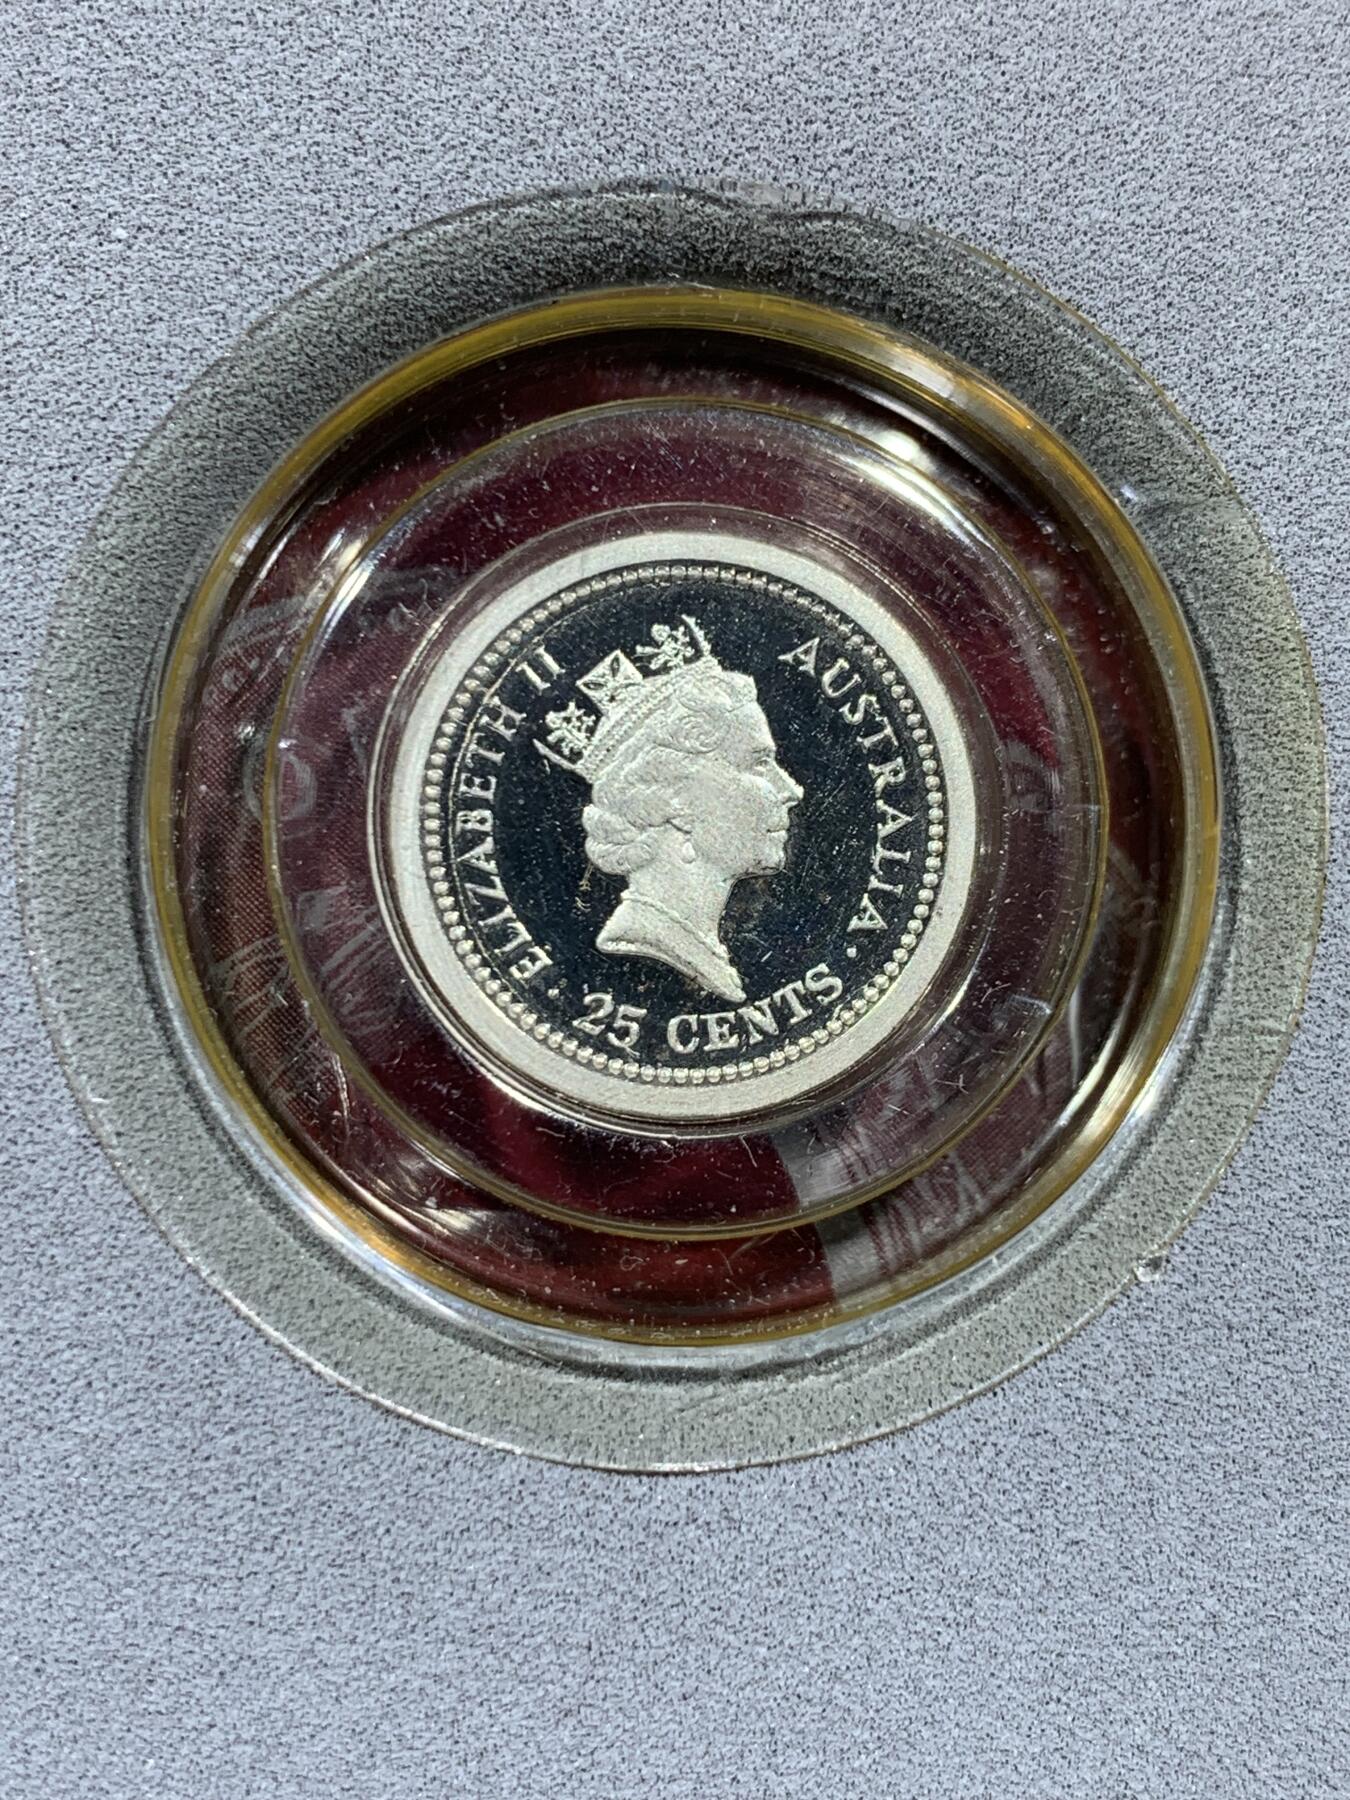 ELIZABETH II
AUSTRALIA
· 25 CENTS ·